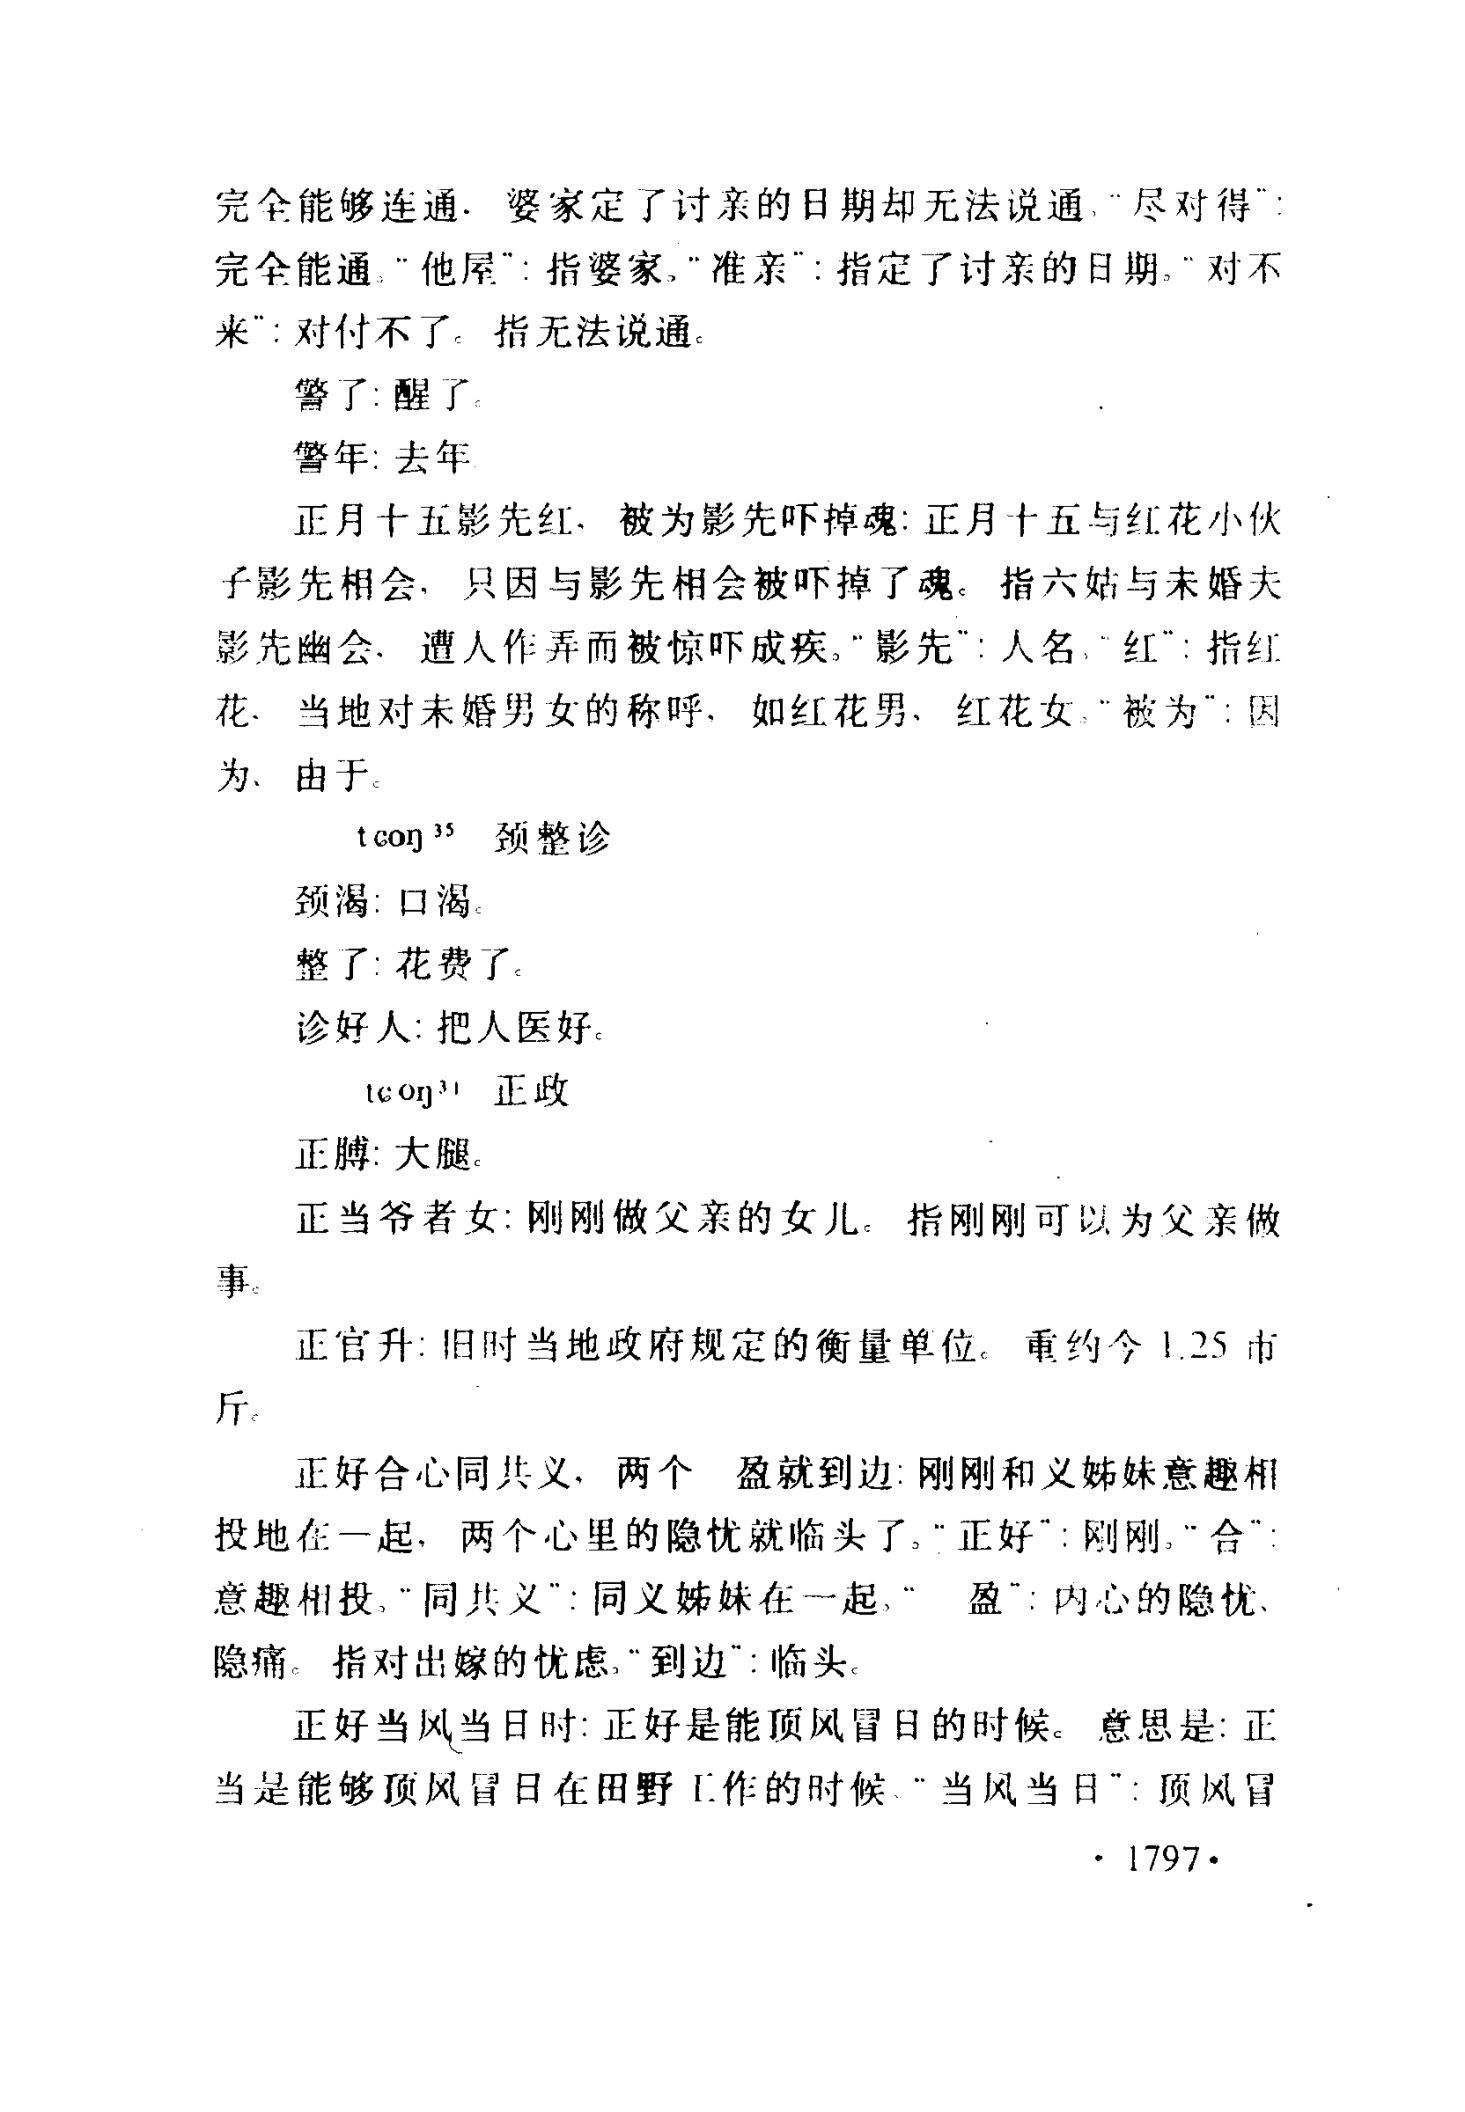 完全能够连通. 婆家定了讨亲的日期却无法说通。“尽对得”:
完全能通。“他屋”: 指婆家。“准亲”: 指定了讨亲的日期。“对不
来”: 对付不了。 指无法说通。
警了: 醒了。
警年: 去年
正月十五影先红、 被为影先吓掉魂: 正月十五与红花小伙
子影先相会, 只因与影先相会被吓掉了魂。 指六姑与未婚夫
影先幽会、 遭人作弄而被惊吓成疾。“影先”: 人名、“红”: 指红
花、 当地对未婚男女的称呼, 如红花男、 红花女。“被为”: 因
为、 由于。
tɕoŋ³⁵ 颈整诊
颈渴: 口渴。
整了: 花费了。
诊好人: 把人医好。
tɕoŋ³¹ 正政
正膊: 大腿。
正当爷者女: 刚刚做父亲的女儿。 指刚刚可以为父亲做
事。
正官升: 旧时当地政府规定的衡量单位。 重约今 1.25 市
斤。
正好合心同共义, 两个 盈就到边: 刚刚和义姊妹意趣相
投地在一起, 两个心里的隐忧就临头了。“正好”: 刚刚。“合”:
意趣相投。“同共义”: 同义姊妹在一起。“ 盈”: 内心的隐忧、
隐痛。 指对出嫁的忧虑。“到边”: 临头。
正好当风当日时: 正好是能顶风冒日的时候。 意思是: 正
当是能够顶风冒日在田野工作的时候、“当风当日”: 顶风冒
· 1797 ·